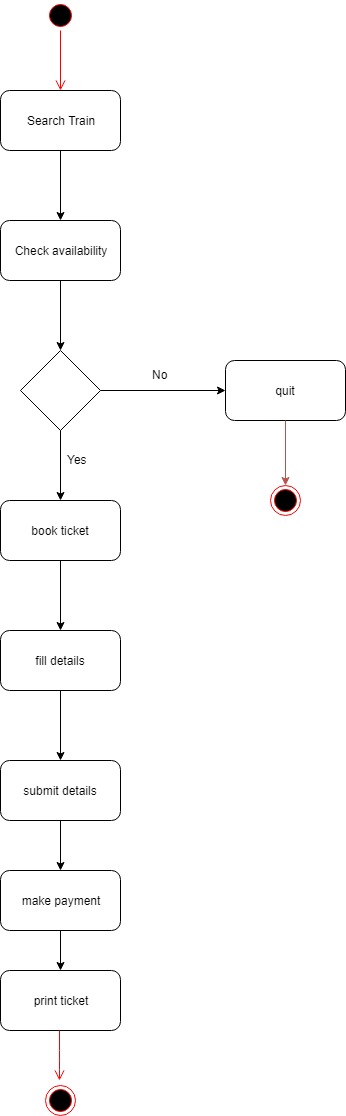 Search Train
Check availability
No
quit
Yes
book ticket
fill details
submit details
make payment
print ticket